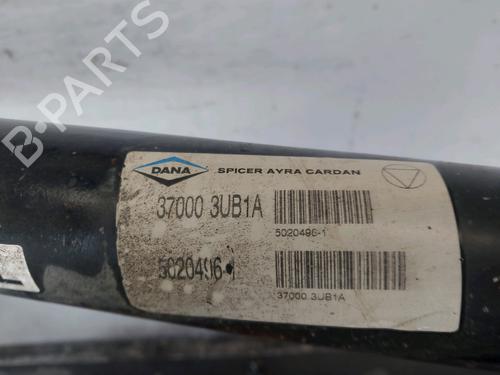 DANA SPICER AYRA CARDAN
37000 3UB1A
5020496-1
5020496-1
37000 3UB1A
B-PARTS